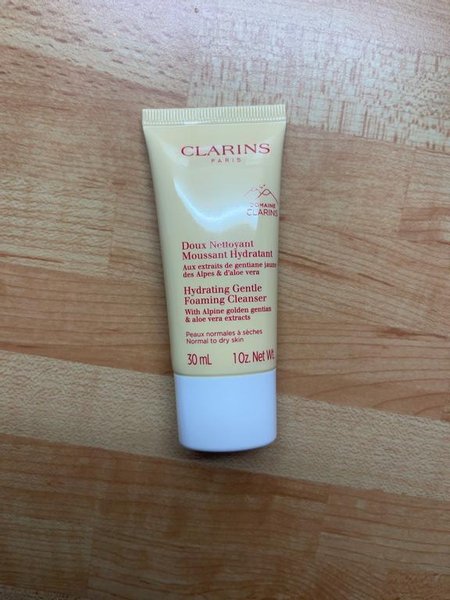 CLARINS
PARIS
DOMAINE
CLARINS
Doux Nettoyant
Moussant Hydratant
Aux extraits de gentiane jaune
des Alpes & d'aloe vera
Hydrating Gentle
Foaming Cleanser
With Alpine golden gentian
& aloe vera extracts
Peaux normales à sèches
Normal to dry skin
30 mL 1 Oz. Net Wt.